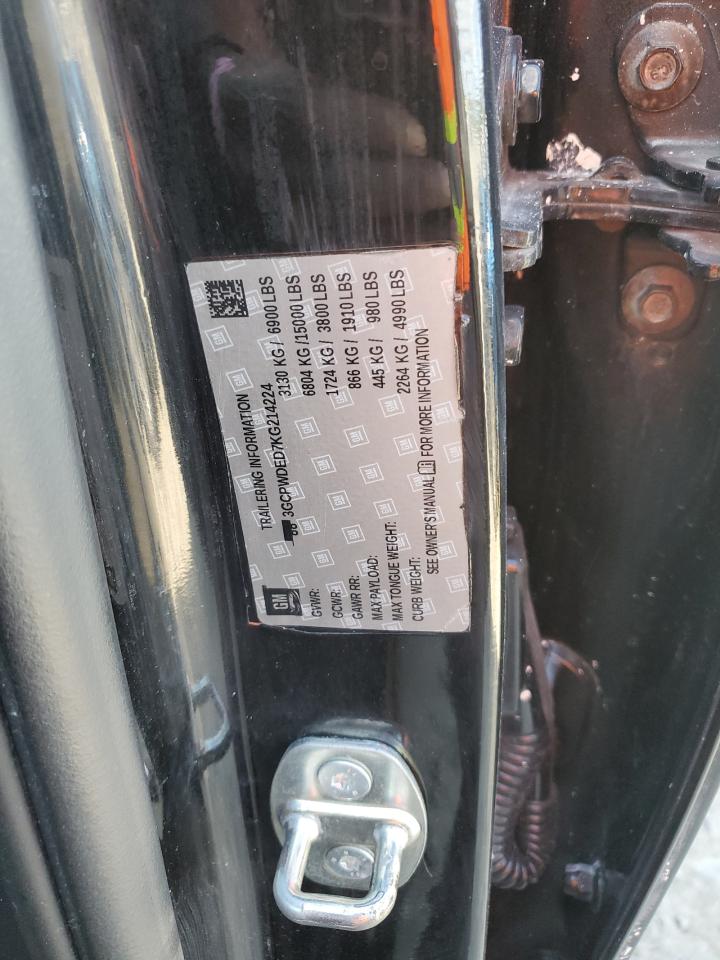 TRAILERING INFORMATION
3GCPWDED7KG214224
GM
GVWR: 3130 KG / 6900 LBS
GCWR: 6804 KG /15000 LBS
GAWR RR: 1724 KG / 3800 LBS
MAX PAYLOAD: 866 KG / 1910 LBS
MAX TONGUE WEIGHT: 445 KG / 980 LBS
CURB WEIGHT: 2264 KG / 4990 LBS
SEE OWNER'S MANUAL FOR MORE INFORMATION